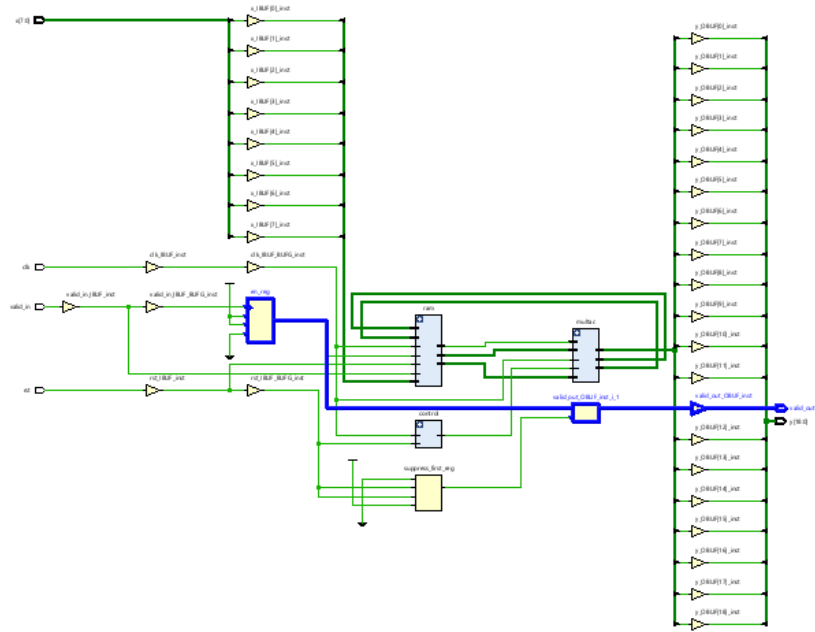 x_IBUF[0]_inst
x[7:0]
x_IBUF[1]_inst
x_IBUF[2]_inst
x_IBUF[3]_inst
x_IBUF[4]_inst
x_IBUF[5]_inst
x_IBUF[6]_inst
x_IBUF[7]_inst
clk_IBUF_inst
clk_IBUF_BUFG_inst
clk
valid_in_IBUF_inst
valid_in_IBUF_BUFG_inst
en_reg
valid_in
ram
multac
rst_IBUF_inst
rst_IBUF_BUFG_inst
rst
control
valid_out_OBUF_inst_i_1
suppress_first_reg
y_OBUF[0]_inst
y_OBUF[1]_inst
y_OBUF[2]_inst
y_OBUF[3]_inst
y_OBUF[4]_inst
y_OBUF[5]_inst
y_OBUF[6]_inst
y_OBUF[7]_inst
y_OBUF[8]_inst
y_OBUF[9]_inst
y_OBUF[10]_inst
y_OBUF[11]_inst
valid_out_OBUF_inst
valid_out
y[18:0]
y_OBUF[12]_inst
y_OBUF[13]_inst
y_OBUF[14]_inst
y_OBUF[15]_inst
y_OBUF[16]_inst
y_OBUF[17]_inst
y_OBUF[18]_inst